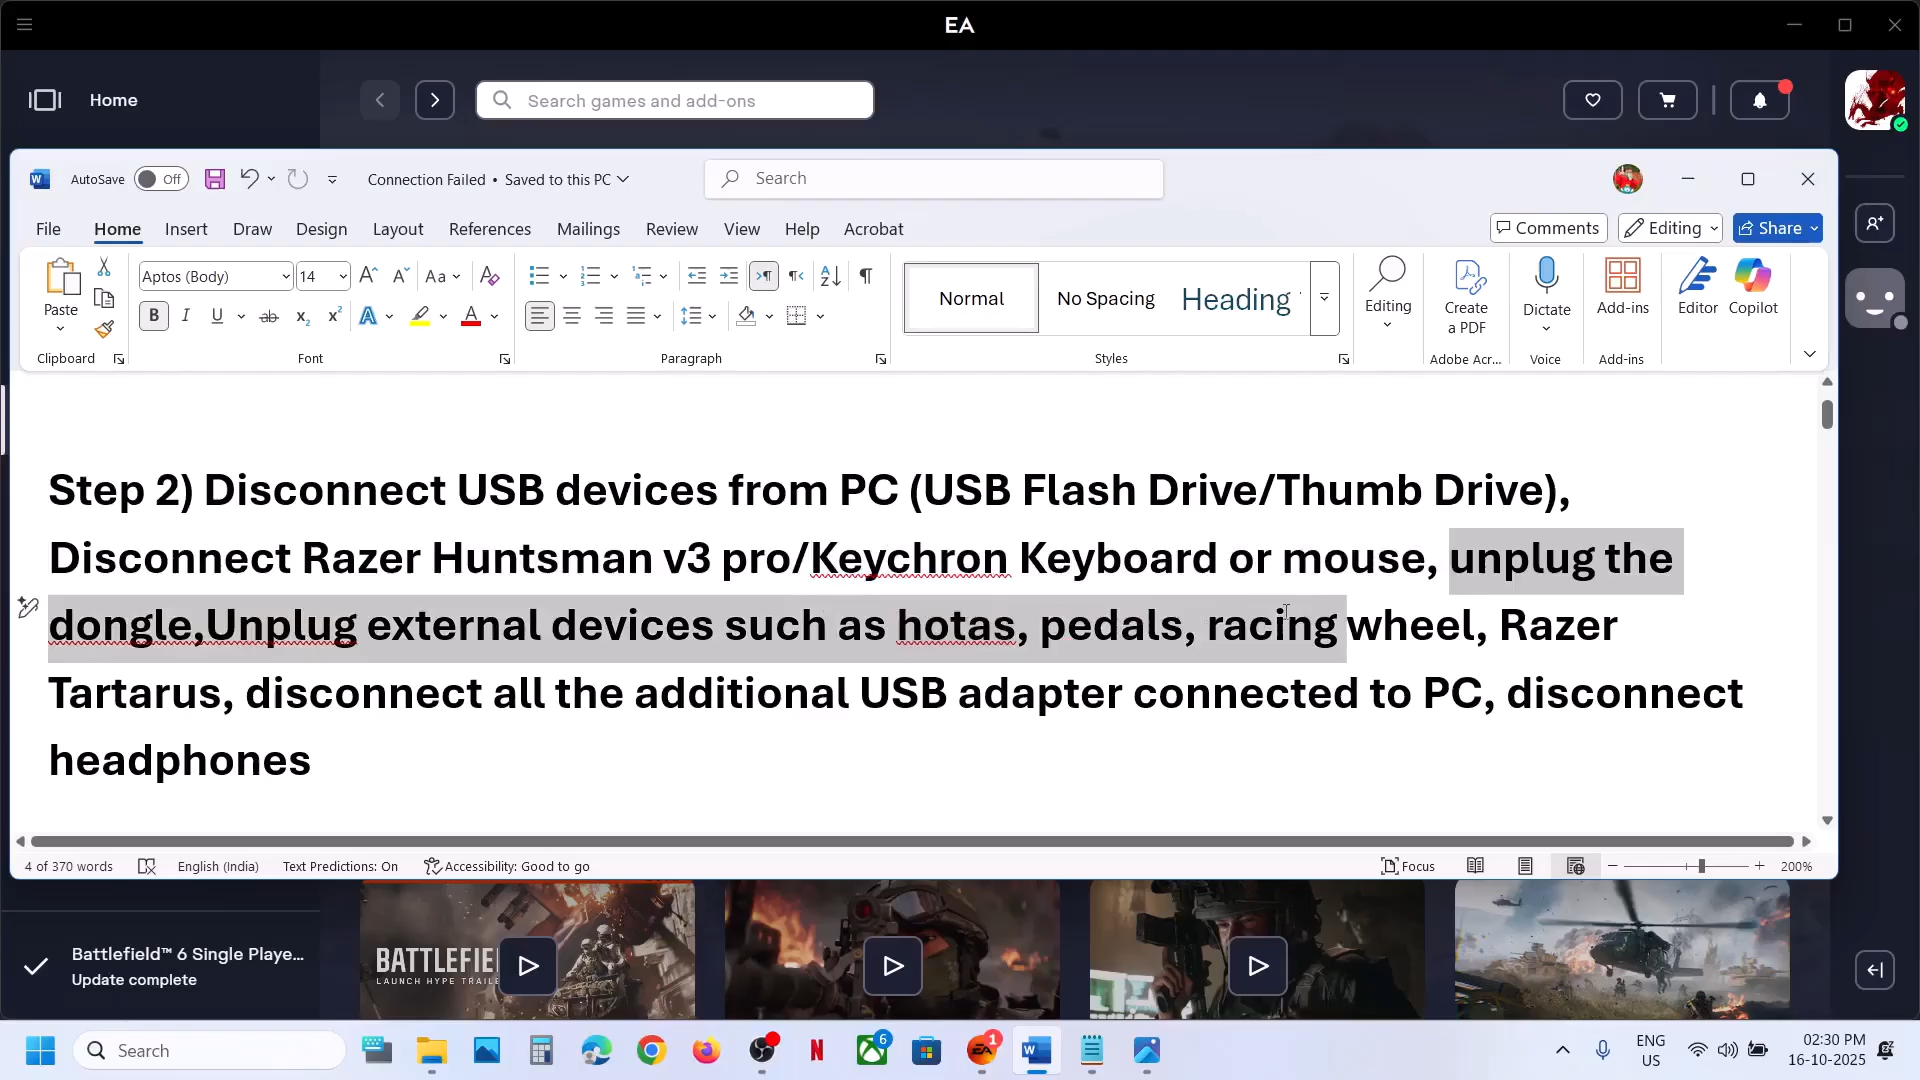 EA
Home
Search games and add-ons
AutoSave Off
Connection Failed • Saved to this PC
Search
File Home Insert Draw Design Layout References Mailings Review View Help Acrobat
Comments Editing Share
Paste
Clipboard
Aptos (Body) 14
Font
Paragraph
Normal
No Spacing
Heading
Styles
Editing
Create a PDF
Adobe Acr...
Dictate
Voice
Add-ins
Add-ins
Editor
Copilot
Step 2) Disconnect USB devices from PC (USB Flash Drive/Thumb Drive),
Disconnect Razer Huntsman v3 pro/Keychron Keyboard or mouse, unplug the
dongle,Unplug external devices such as hotas, pedals, racing wheel, Razer
Tartarus, disconnect all the additional USB adapter connected to PC, disconnect
headphones
4 of 370 words English (India) Text Predictions: On Accessibility: Good to go Focus 200%
Battlefield™ 6 Single Playe...
Update complete
BATTLEFIE
LAUNCH HYPE TRAILE
Search
6
1
ENG
US
02:30 PM
16-10-2025